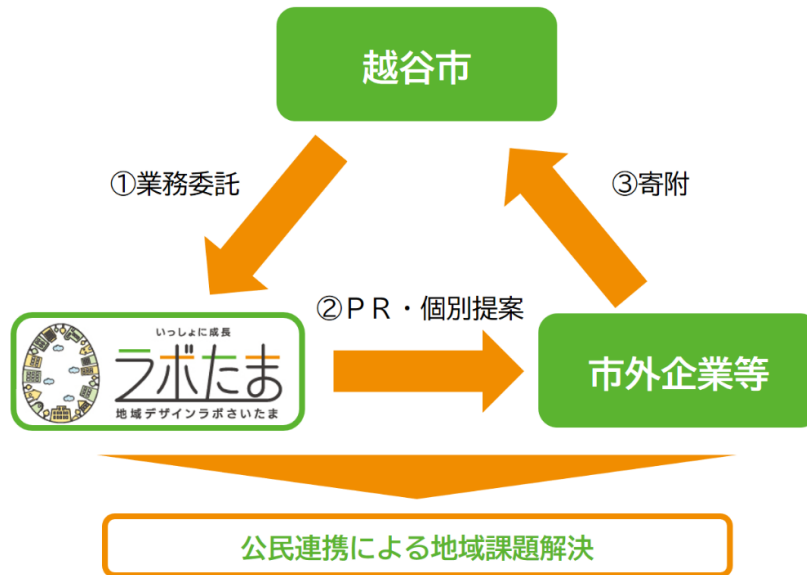 越谷市
①業務委託
③寄附
②ＰＲ・個別提案
いっしょに成長
ラボたま
地域デザインラボさいたま
市外企業等
公民連携による地域課題解決